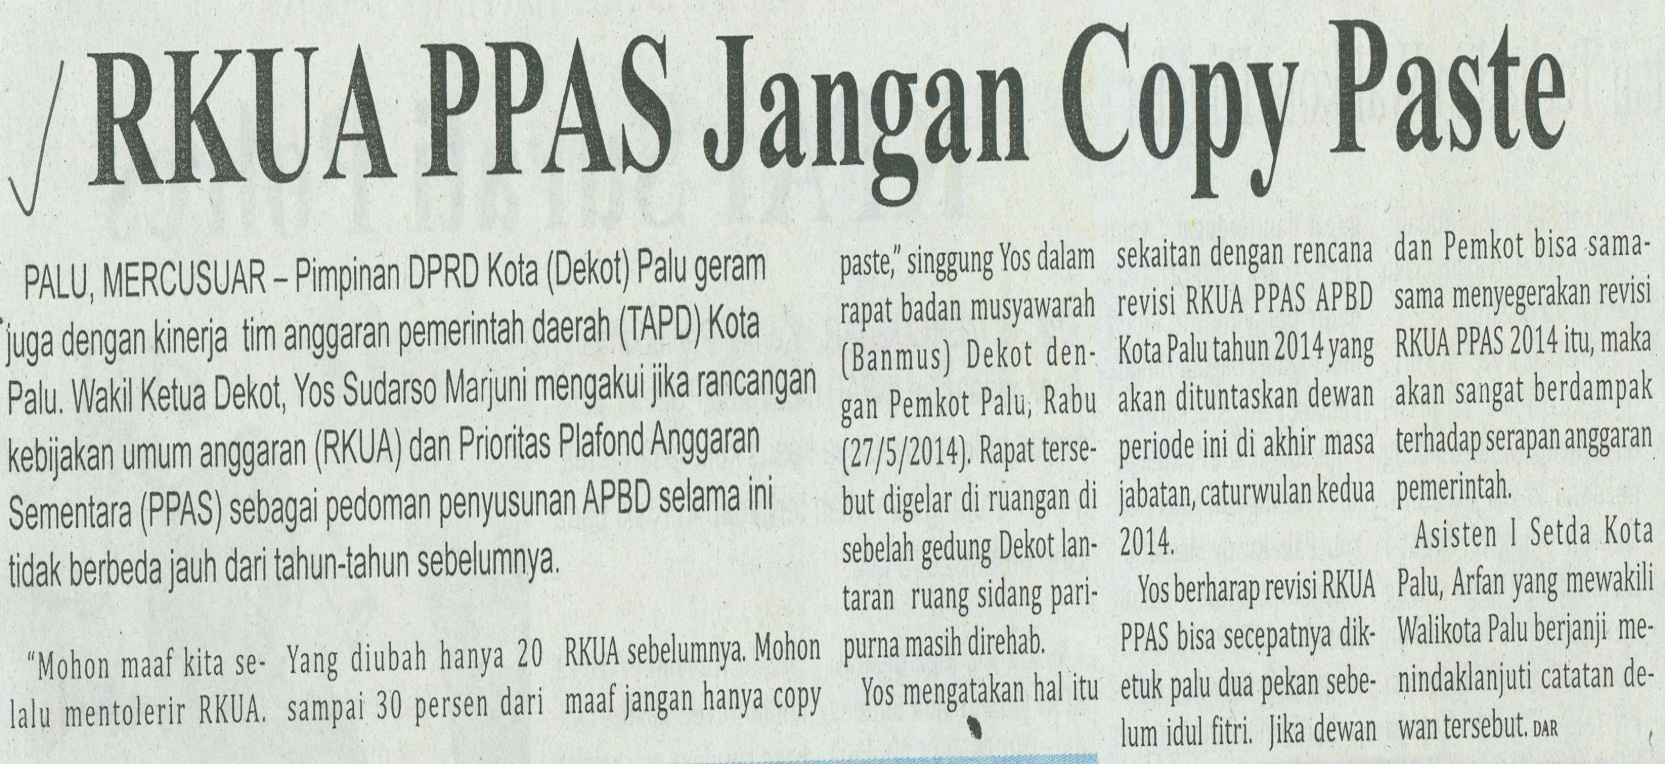 RKUA PPAS Jangan Copy Paste
PALU, MERCUSUAR – Pimpinan DPRD Kota (Dekot) Palu geram
juga dengan kinerja tim anggaran pemerintah daerah (TAPD) Kota
Palu. Wakil Ketua Dekot, Yos Sudarso Marjuni mengakui jika rancangan
kebijakan umum anggaran (RKUA) dan Prioritas Plafond Anggaran
Sementara (PPAS) sebagai pedoman penyusunan APBD selama ini
tidak berbeda jauh dari tahun-tahun sebelumnya.
“Mohon maaf kita se-
lalu mentolerir RKUA.
Yang diubah hanya 20
sampai 30 persen dari
RKUA sebelumnya. Mohon
maaf jangan hanya copy
paste,” singgung Yos dalam
rapat badan musyawarah
(Banmus) Dekot den-
gan Pemkot Palu, Rabu
(27/5/2014). Rapat terse-
but digelar di ruangan di
sebelah gedung Dekot lan-
taran ruang sidang pari-
purna masih direhab.
Yos mengatakan hal itu
sekaitan dengan rencana
revisi RKUA PPAS APBD
Kota Palu tahun 2014 yang
akan dituntaskan dewan
periode ini di akhir masa
jabatan, caturwulan kedua
2014.
Yos berharap revisi RKUA
PPAS bisa secepatnya dik-
etuk palu dua pekan sebe-
lum idul fitri. Jika dewan
dan Pemkot bisa sama-
sama menyegerakan revisi
RKUA PPAS 2014 itu, maka
akan sangat berdampak
terhadap serapan anggaran
pemerintah.
Asisten I Setda Kota
Palu, Arfan yang mewakili
Walikota Palu berjanji me-
nindaklanjuti catatan de-
wan tersebut. DAR